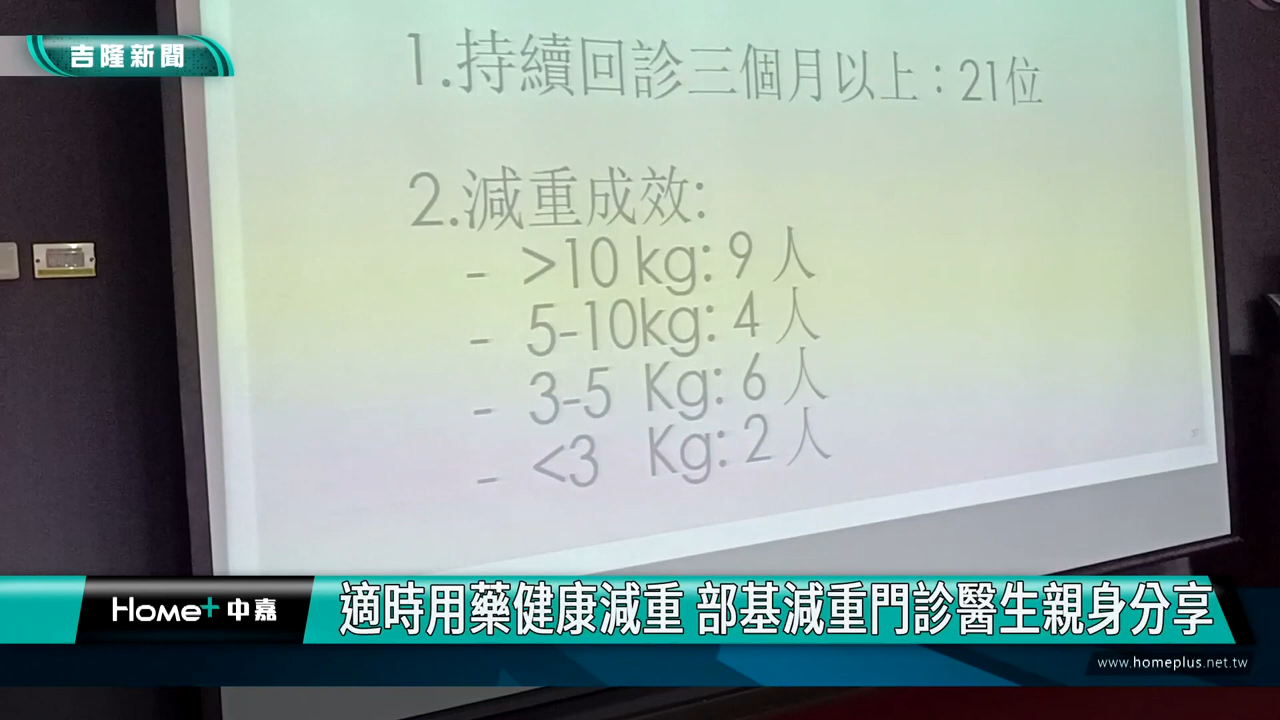 吉隆新聞
1.持續回診三個月以上：21位
2.減重成效:
- >10 kg: 9 人
- 5-10kg: 4 人
- 3-5 Kg: 6 人
- <3 Kg: 2 人
Home+ 中嘉
適時用藥健康減重 部基減重門診醫生親身分享
www.homeplus.net.tw